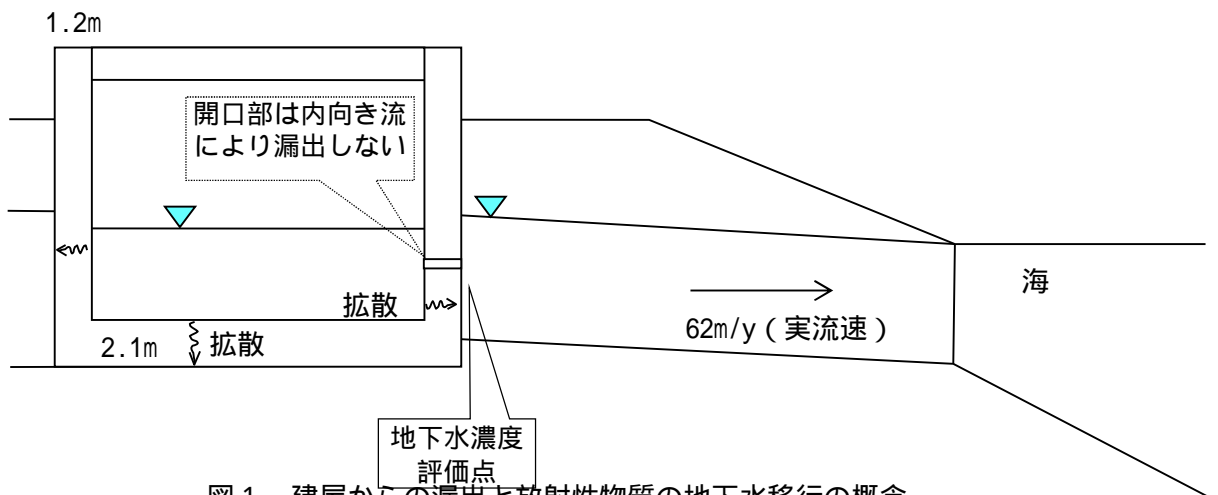 1.2m
開口部は内向き流
により漏出しない
海
拡散
62m/y（実流速）
2.1m
拡散
地下水濃度
評価点
図1 建屋からの漏出と放射性物質の地下水移行の概念